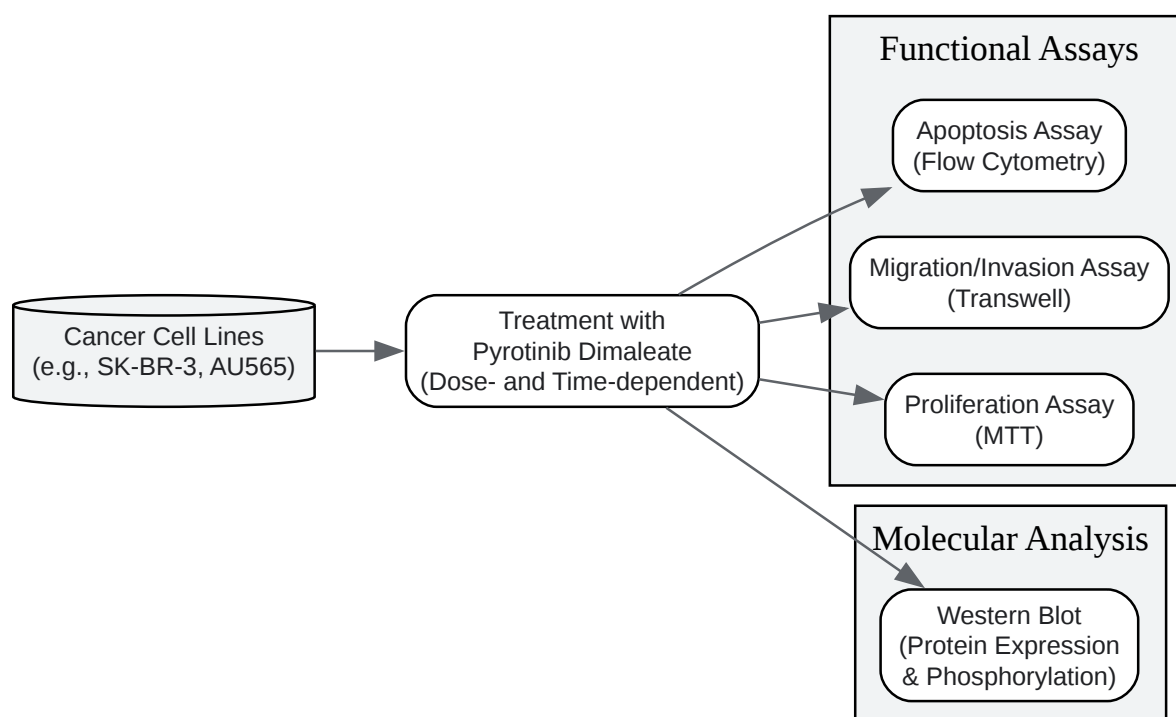 Functional Assays
Apoptosis Assay
(Flow Cytometry)
Migration/Invasion Assay
(Transwell)
Cancer Cell Lines
(e.g., SK-BR-3, AU565)
Treatment with
Pyrotinib Dimaleate
(Dose- and Time-dependent)
Proliferation Assay
(MTT)
Molecular Analysis
Western Blot
(Protein Expression
& Phosphorylation)